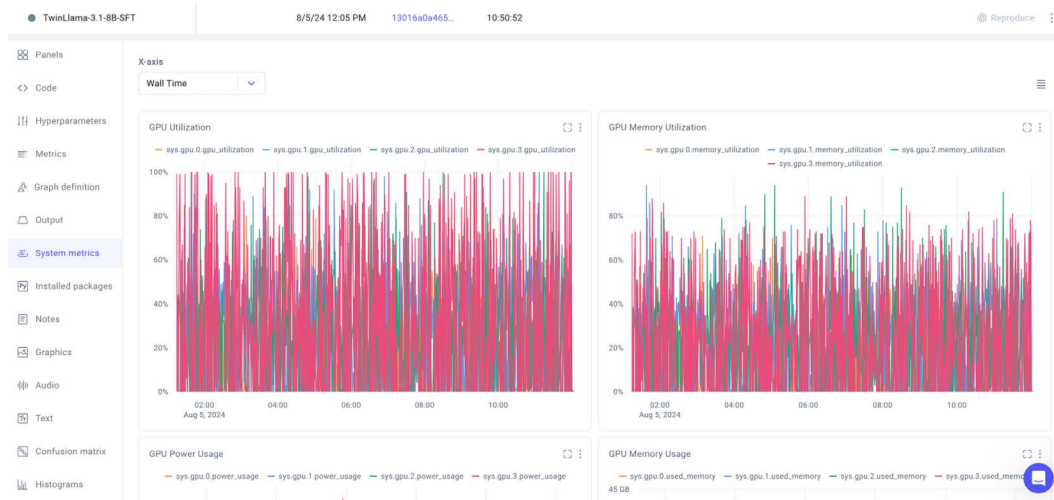 TwinLlama-3.1-8B-SFT 8/5/24 12:05 PM 13016a0a465... 10:50:52 Reproduce
Panels
Code
Hyperparameters
Metrics
Graph definition
Output
System metrics
Installed packages
Notes
Graphics
Audio
Text
Confusion matrix
Histograms
X-axis
Wall Time
GPU Utilization
sys.gpu.0.gpu_utilization sys.gpu.1.gpu_utilization sys.gpu.2.gpu_utilization sys.gpu.3.gpu_utilization
100%
80%
60%
40%
20%
0%
02:00 04:00 06:00 08:00 10:00
Aug 5, 2024
GPU Memory Utilization
sys.gpu.0.memory_utilization sys.gpu.1.memory_utilization sys.gpu.2.memory_utilization
sys.gpu.3.memory_utilization
80%
60%
40%
20%
0%
02:00 04:00 06:00 08:00 10:00
Aug 5, 2024
GPU Power Usage
sys.gpu.0.power_usage sys.gpu.1.power_usage sys.gpu.2.power_usage sys.gpu.3.power_usage
GPU Memory Usage
sys.gpu.0.used_memory sys.gpu.1.used_memory sys.gpu.2.used_memory sys.gpu.3.used_memo
45 GB